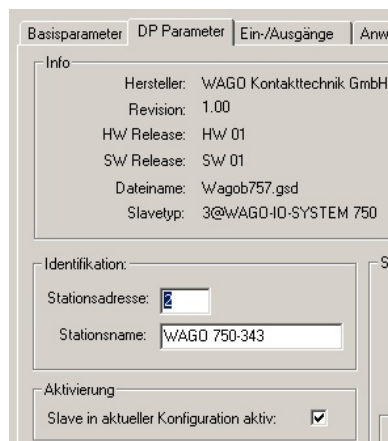 Basisparameter DP Parameter Ein-/Ausgänge Anw
Info
Hersteller: WAGO Kontakttechnik GmbH
Revision: 1.00
HW Release: HW 01
SW Release: SW 01
Dateiname: Wagob757.gsd
Slavetyp: 3@WAGO-IO-SYSTEM 750
Identifikation: S
Stationsadresse: 2
Stationsname: WAGO 750-343
Aktivierung
Slave in aktueller Konfiguration aktiv: